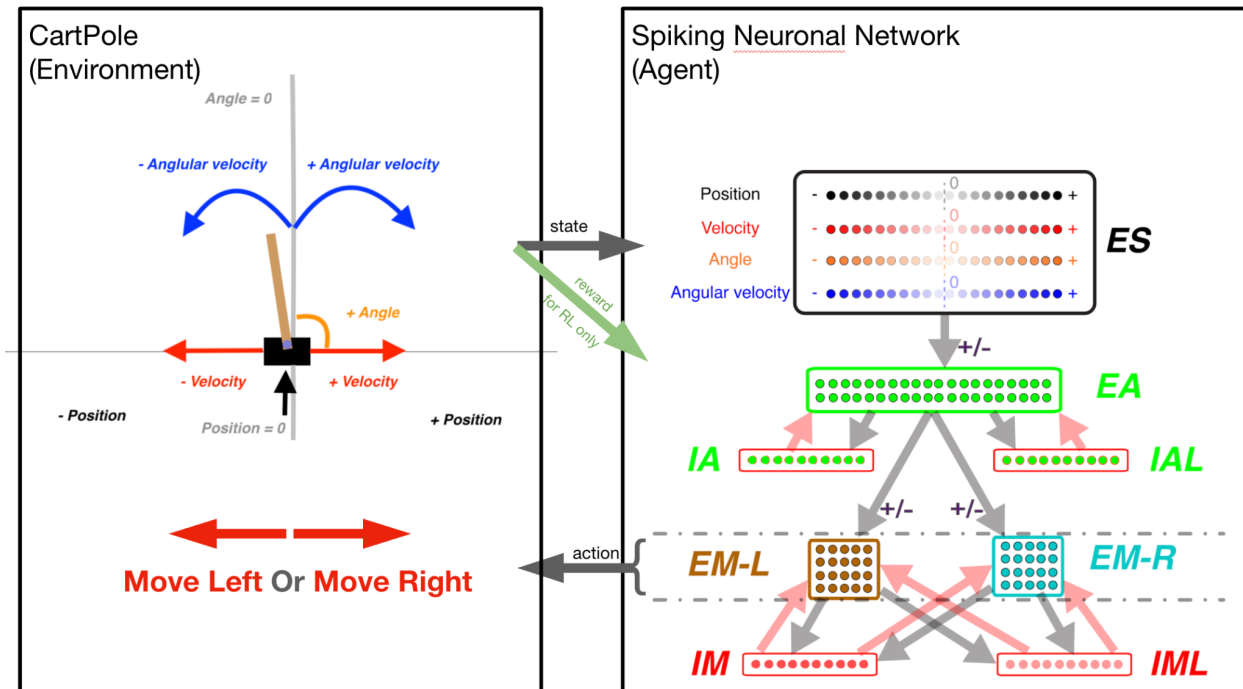 CartPole
(Environment)
Angle = 0
- Anglular velocity
+ Anglular velocity
+ Angle
- Velocity
+ Velocity
- Position
+ Position
Position = 0
Move Left Or Move Right
state
reward
for RL only
action
Spiking Neuronal Network
(Agent)
Position - 0 +
Velocity - 0 +
Angle - 0 +
Angular velocity - 0 +
ES
+/-
EA
IA
IAL
+/- +/-
EM-L
EM-R
IM
IML